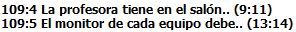 109:4 La profesora tiene en el salón.. (9:11)
109:5 El monitor de cada equipo debe.. (13:14)